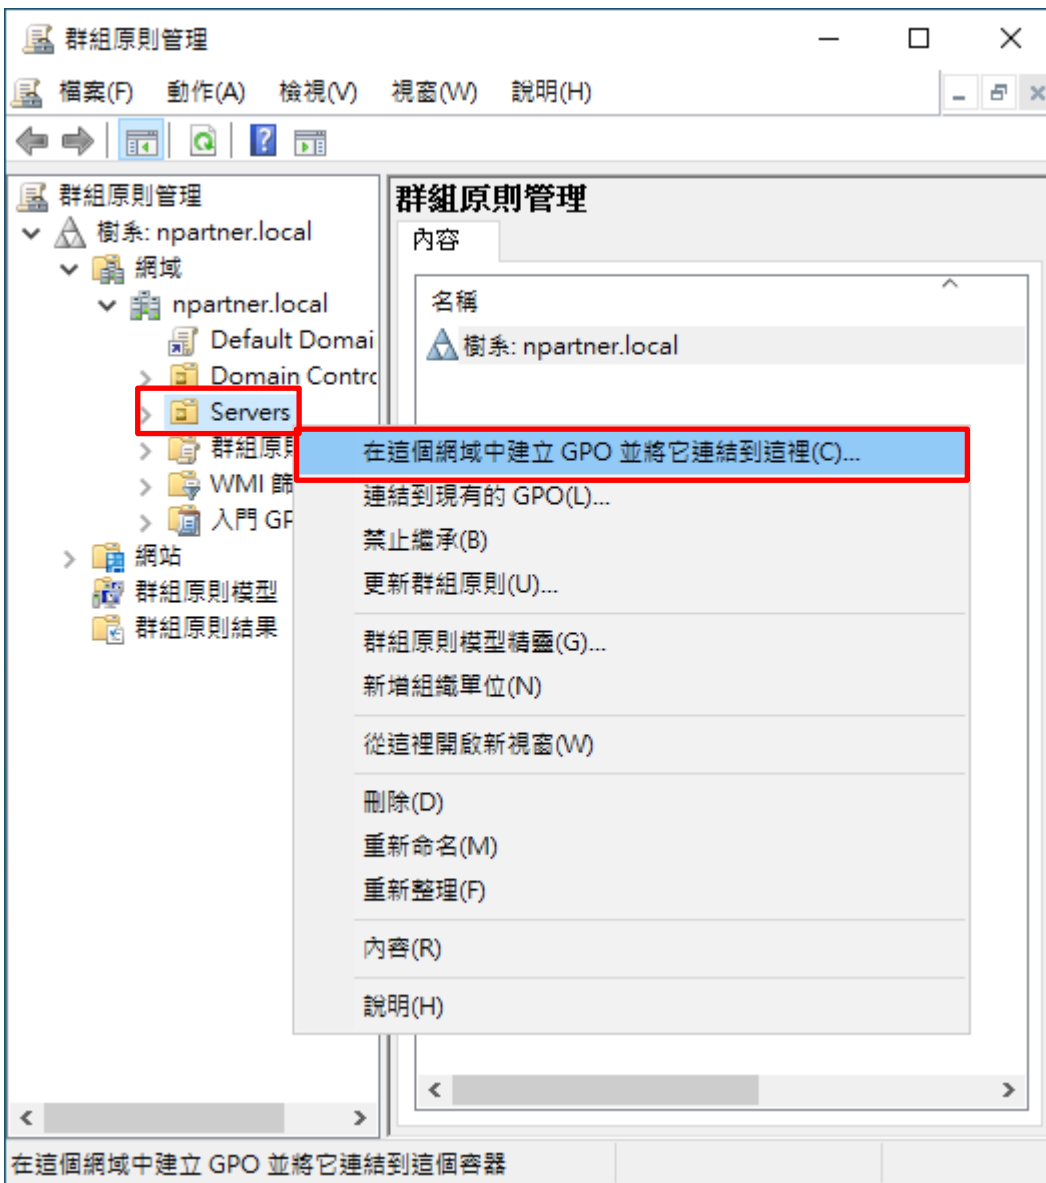 群組原則管理
檔案(F) 動作(A) 檢視(V) 視窗(W) 說明(H)
群組原則管理
樹系: npartner.local
網域
npartner.local
Default Domai
Domain Contro
Servers
群組原則
WMI 篩
入門 GP
網站
群組原則模型
群組原則結果
群組原則管理
內容
名稱
樹系: npartner.local
在這個網域中建立 GPO 並將它連結到這裡(C)...
連結到現有的 GPO(L)...
禁止繼承(B)
更新群組原則(U)...
群組原則模型精靈(G)...
新增組織單位(N)
從這裡開啟新視窗(W)
刪除(D)
重新命名(M)
重新整理(F)
內容(R)
說明(H)
在這個網域中建立 GPO 並將它連結到這個容器